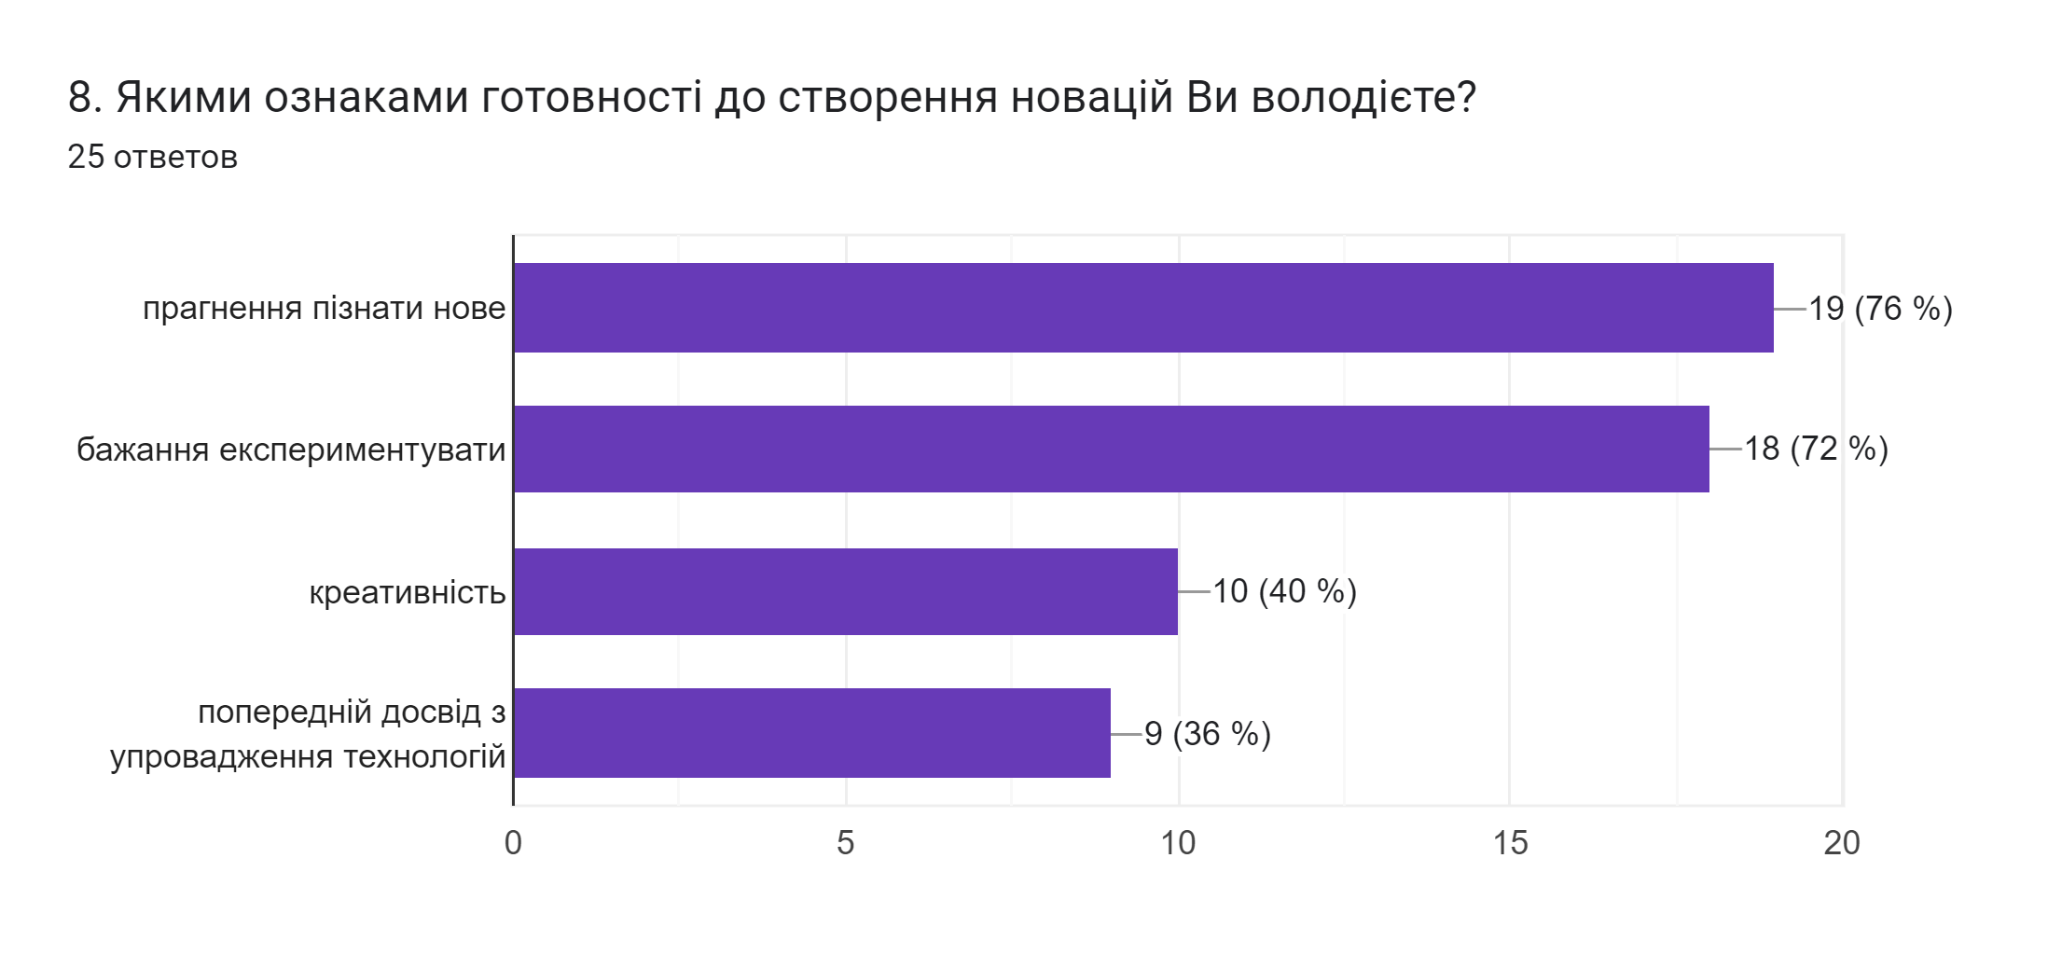 8. Якими ознаками готовності до створення новацій Ви володієте?
25 ответов
прагнення пізнати нове
19 (76 %)
бажання експериментувати
18 (72 %)
креативність
10 (40 %)
попередній досвід з
упровадження технологій
9 (36 %)
0 5 10 15 20